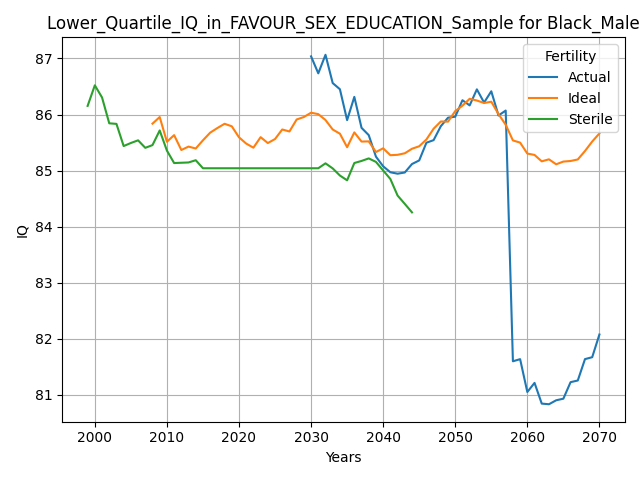 Lower_Quartile_IQ_in_FAVOUR_SEX_EDUCATION_Sample for Black_Male
Fertility
Actual
Ideal
Sterile
87
86
85
84
83
82
81
IQ
2000 2010 2020 2030 2040 2050 2060 2070
Years